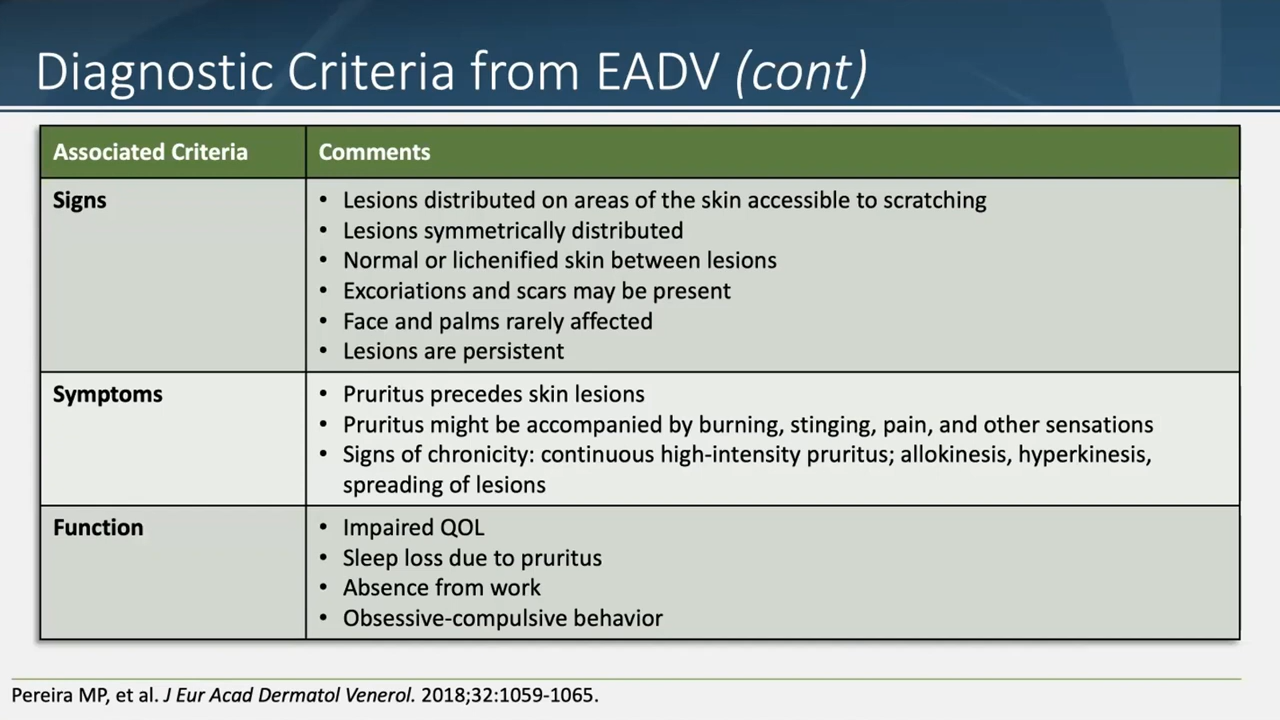 Diagnostic Criteria from EADV (cont)
Associated Criteria
Comments
Signs
• Lesions distributed on areas of the skin accessible to scratching
• Lesions symmetrically distributed
• Normal or lichenified skin between lesions
• Excoriations and scars may be present
• Face and palms rarely affected
• Lesions are persistent
Symptoms
• Pruritus precedes skin lesions
• Pruritus might be accompanied by burning, stinging, pain, and other sensations
• Signs of chronicity: continuous high-intensity pruritus; allokinesis, hyperkinesis,
spreading of lesions
Function
• Impaired QOL
• Sleep loss due to pruritus
• Absence from work
• Obsessive-compulsive behavior
Pereira MP, et al. J Eur Acad Dermatol Venerol. 2018;32:1059-1065.